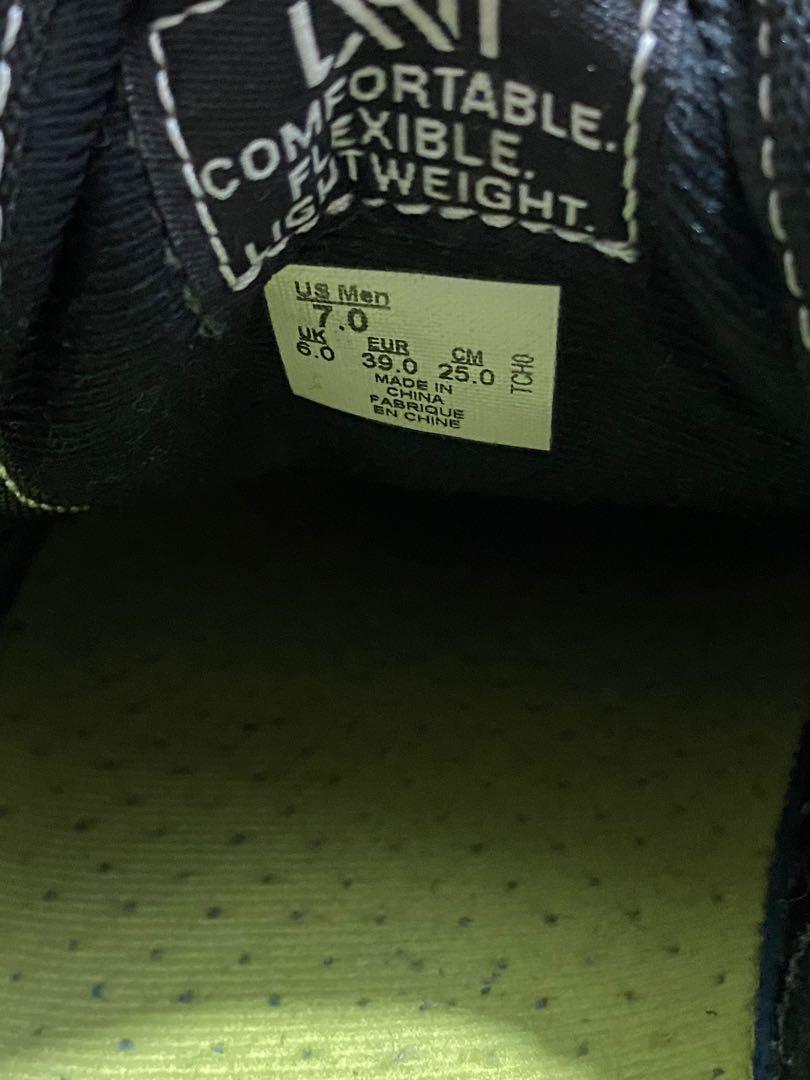 COMFORTABLE.
FLEXIBLE.
LIGHTWEIGHT.
US Men
7.0
UK EUR CM
6.0 39.0 25.0
TCH0
MADE IN
CHINA
FABRIQUE
EN CHINE